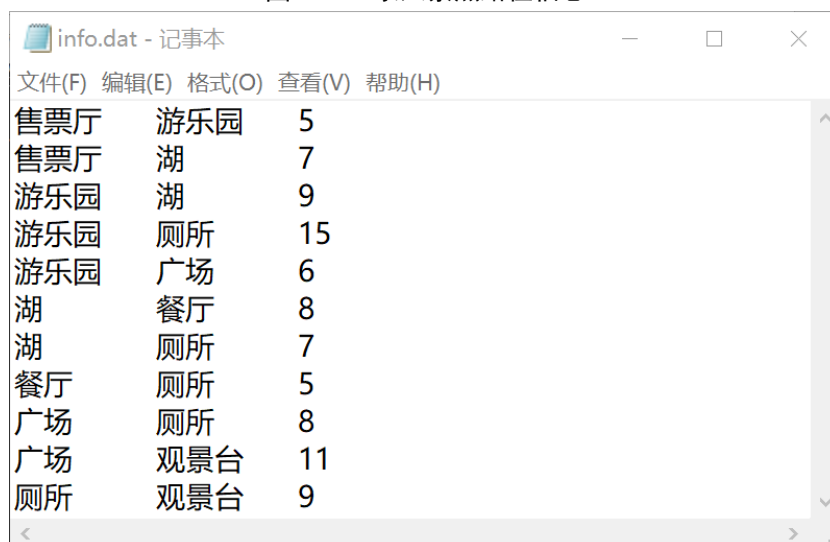 info.dat - 记事本
文件(F) 编辑(E) 格式(O) 查看(V) 帮助(H)
售票厅 游乐园 5
售票厅 湖 7
游乐园 湖 9
游乐园 厕所 15
游乐园 广场 6
湖 餐厅 8
湖 厕所 7
餐厅 厕所 5
广场 厕所 8
广场 观景台 11
厕所 观景台 9